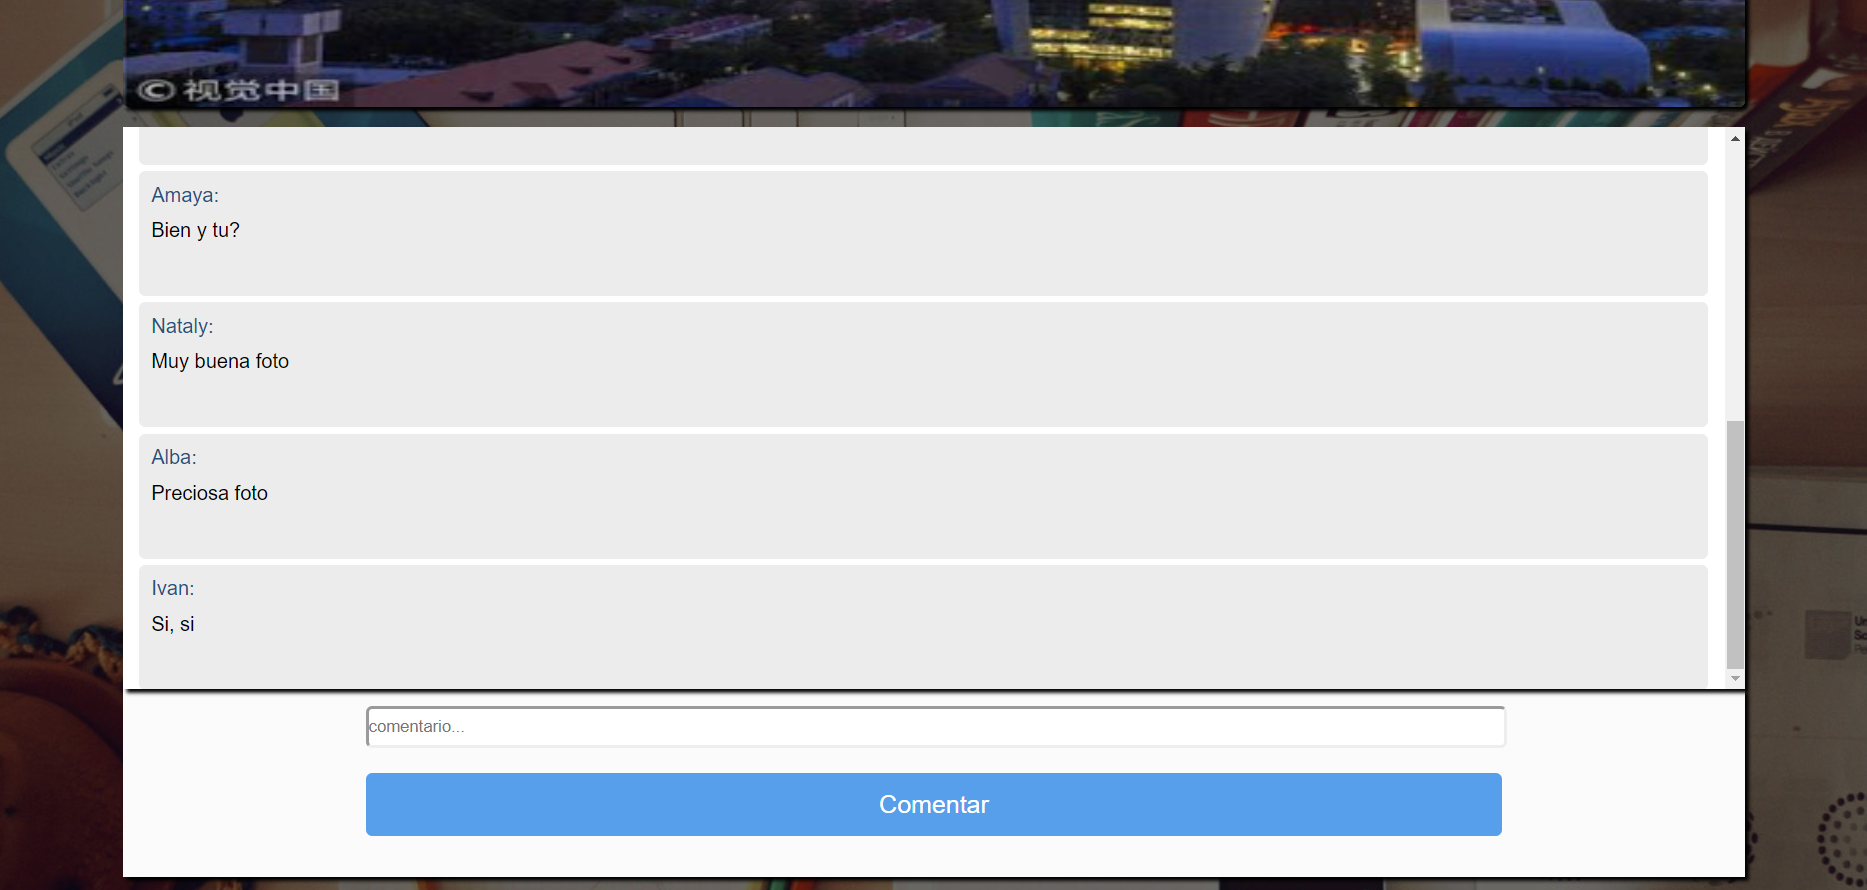 © 视觉中国
Amaya:
Bien y tu?
Nataly:
Muy buena foto
Alba:
Preciosa foto
Ivan:
Si, si
comentario...
Comentar